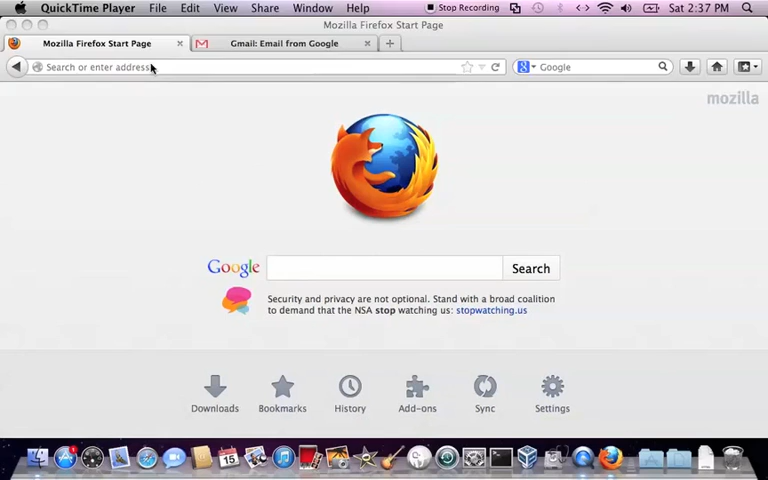 QuickTime Player File Edit View Share Window Help Stop Recording Sat 2:37 PM
Mozilla Firefox Start Page
Mozilla Firefox Start Page Gmail: Email from Google
Search or enter address Google
mozilla
Google Search
Security and privacy are not optional. Stand with a broad coalition
to demand that the NSA stop watching us: stopwatching.us
Downloads Bookmarks History Add-ons Sync Settings
15